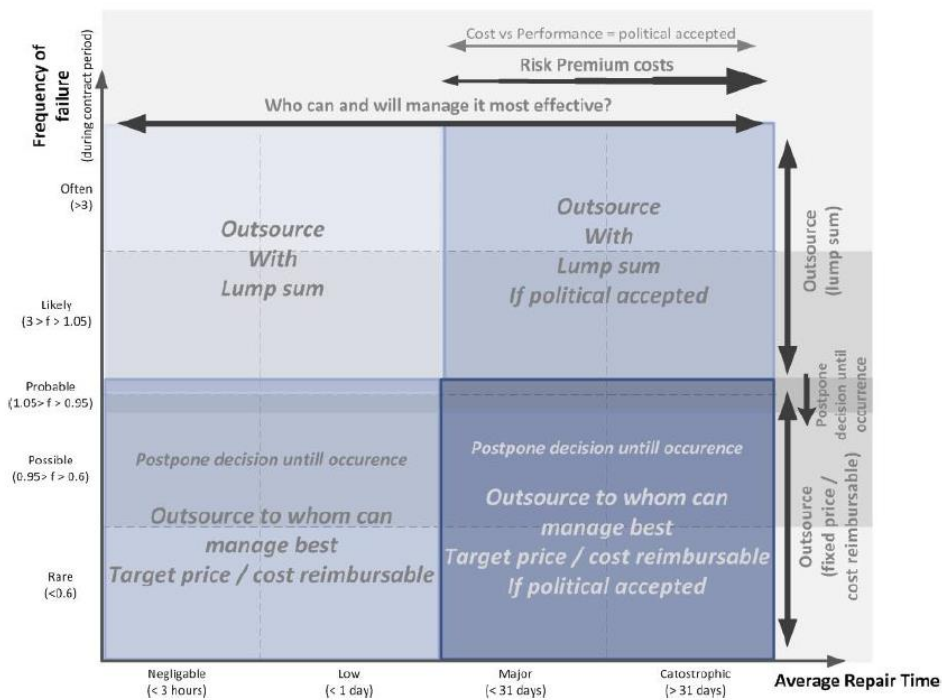 Cost vs Performance = political accepted
Risk Premium costs
Who can and will manage it most effective?
Frequency of
failure
(during contract period)
Often
(>3)
Likely
(3 > f > 1.05)
Probable
(1.05> f > 0.95)
Possible
(0.95> f > 0.6)
Rare
(<0.6)
Outsource
With
Lump sum
Outsource
With
Lump sum
If political accepted
Postpone decision untill occurence
Outsource to whom can
manage best
Target price / cost reimbursable
Postpone decision untill occurence
Outsource to whom can
manage best
Target price / cost reimbursable
If political accepted
Outsource
(lump sum)
Postpone
decision until
occurrence
Outsource
(fixed price /
cost reimbursable)
Negligable
(< 3 hours)
Low
(< 1 day)
Major
(< 31 days)
Catostrophic
(> 31 days)
Average Repair Time